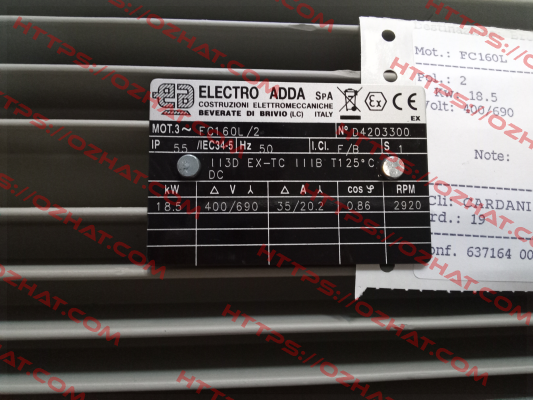 ELECTRO ADDA SpA
COSTRUZIONI ELETTROMECCANICHE
BEVERATE DI BRIVIO (LC) ITALY
CE
Ex
EX
MOT.3~ FC160L/2 N° D4203300
IP 55 /IEC34-5 Hz 50 I.Cl. F/B S 1
II3D EX-TC IIIB T125°C
DC
kW △ V Y △ A Y cos φ RPM
18.5 400/690 35/20.2 0.86 2920
Mot.: FC160L
Pol.: 2
KW: 18.5
Volt: 400/690
Note:
Cli: CARDANI
rd.: 19
onf. 637164 00
HTTPS://OZHAT.COM